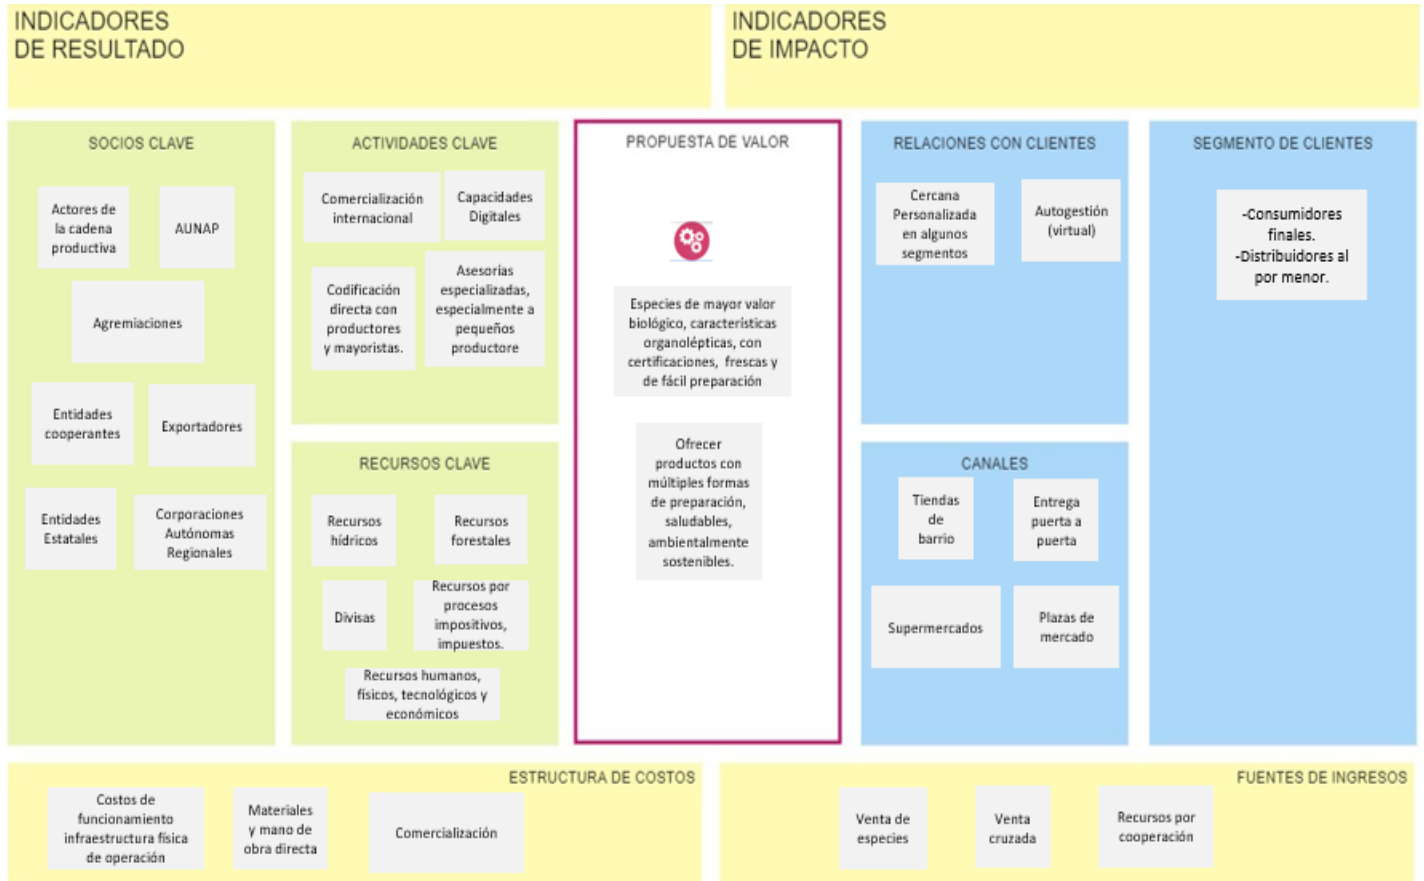 INDICADORES
DE RESULTADO
INDICADORES
DE IMPACTO
SOCIOS CLAVE
Actores de
la cadena
productiva
AUNAP
Agremiaciones
Entidades
cooperantes
Exportadores
Entidades
Estatales
Corporaciones
Autónomas
Regionales
ACTIVIDADES CLAVE
Comercialización
internacional
Capacidades
Digitales
Codificación
directa con
productores
y mayoristas.
Asesorías
especializadas,
especialmente a
pequeños
productore
RECURSOS CLAVE
Recursos
hídricos
Recursos
forestales
Divisas
Recursos por
procesos
impositivos,
impuestos.
Recursos humanos,
físicos, tecnológicos y
económicos
PROPUESTA DE VALOR
Especies de mayor valor
biológico, características
organolépticas, con
certificaciones, frescas y
de fácil preparación
Ofrecer
productos con
múltiples formas
de preparación,
saludables,
ambientalmente
sostenibles.
RELACIONES CON CLIENTES
Cercana
Personalizada
en algunos
segmentos
Autogestión
(virtual)
CANALES
Tiendas
de
barrio
Entrega
puerta a
puerta
Supermercados
Plazas de
mercado
SEGMENTO DE CLIENTES
-Consumidores
finales.
-Distribuidores al
por menor.
ESTRUCTURA DE COSTOS
Costos de
funcionamiento
infraestructura física
de operación
Materiales
y mano de
obra directa
Comercialización
FUENTES DE INGRESOS
Venta de
especies
Venta
cruzada
Recursos por
cooperación